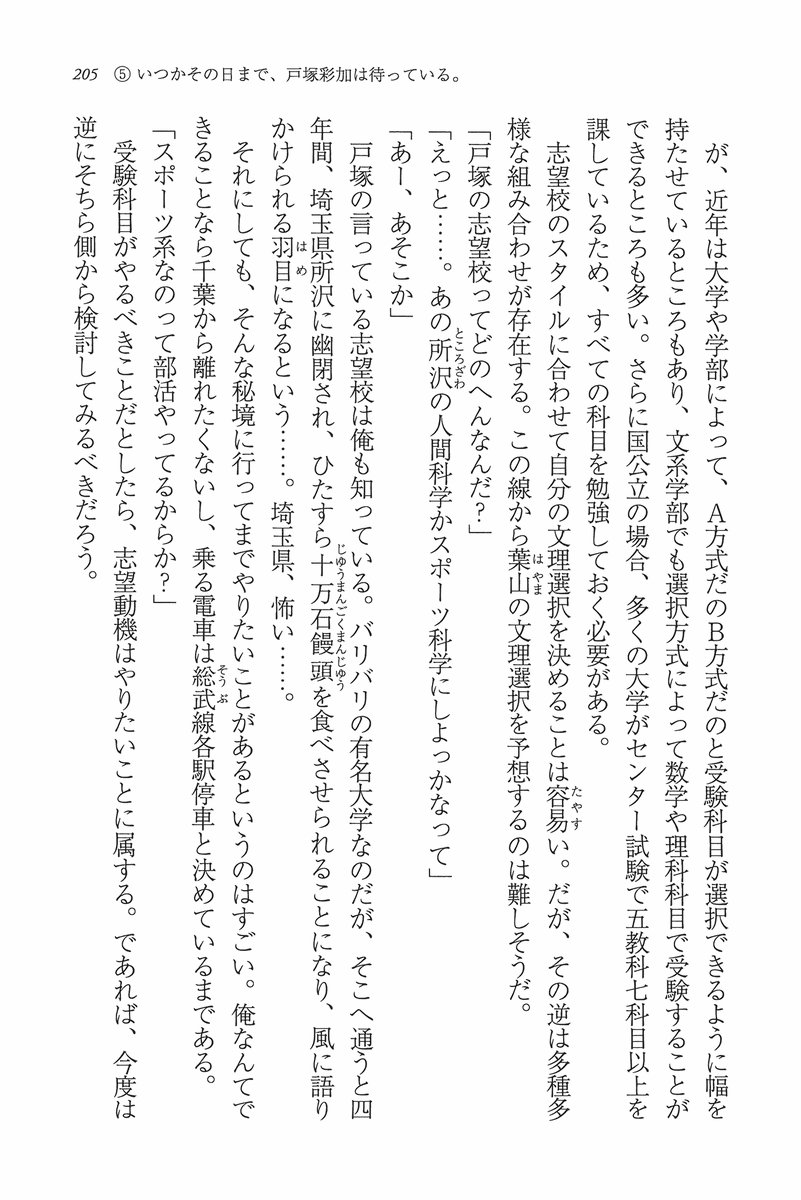 205　⑤ いつかその日まで、戸塚彩加は待っている。
が、近年は大学や学部によって、Ａ方式だのＢ方式だのと受験科目が選択できるように幅を
持たせているところもあり、文系学部でも選択方式によって数学や理科科目で受験することが
できるところも多い。さらに国公立の場合、多くの大学がセンター試験で五教科七科目以上を
課しているため、すべての科目を勉強しておく必要がある。
志望校のスタイルに合わせて自分の文理選択を決めることは容易い。だが、その逆は多種多
様な組み合わせが存在する。この線から葉山の文理選択を予想するのは難しそうだ。
「戸塚の志望校ってどのへんなんだ？」
「えっと……。あの所沢の人間科学かスポーツ科学にしよっかなって」
「あー、あそこか」
戸塚の言っている志望校は俺も知っている。バリバリの有名大学なのだが、そこへ通うと四
年間、埼玉県所沢に幽閉され、ひたすら十万石饅頭を食べさせられることになり、風に語り
かけられる羽目になるという……。埼玉県、怖い……。
それにしても、そんな秘境に行ってまでやりたいことがあるというのはすごい。俺なんてで
きることなら千葉から離れたくないし、乗る電車は総武線各駅停車と決めているまである。
「スポーツ系なのって部活やってるからか？」
受験科目がやるべきことだとしたら、志望動機はやりたいことに属する。であれば、今度は
逆にそちら側から検討してみるべきだろう。